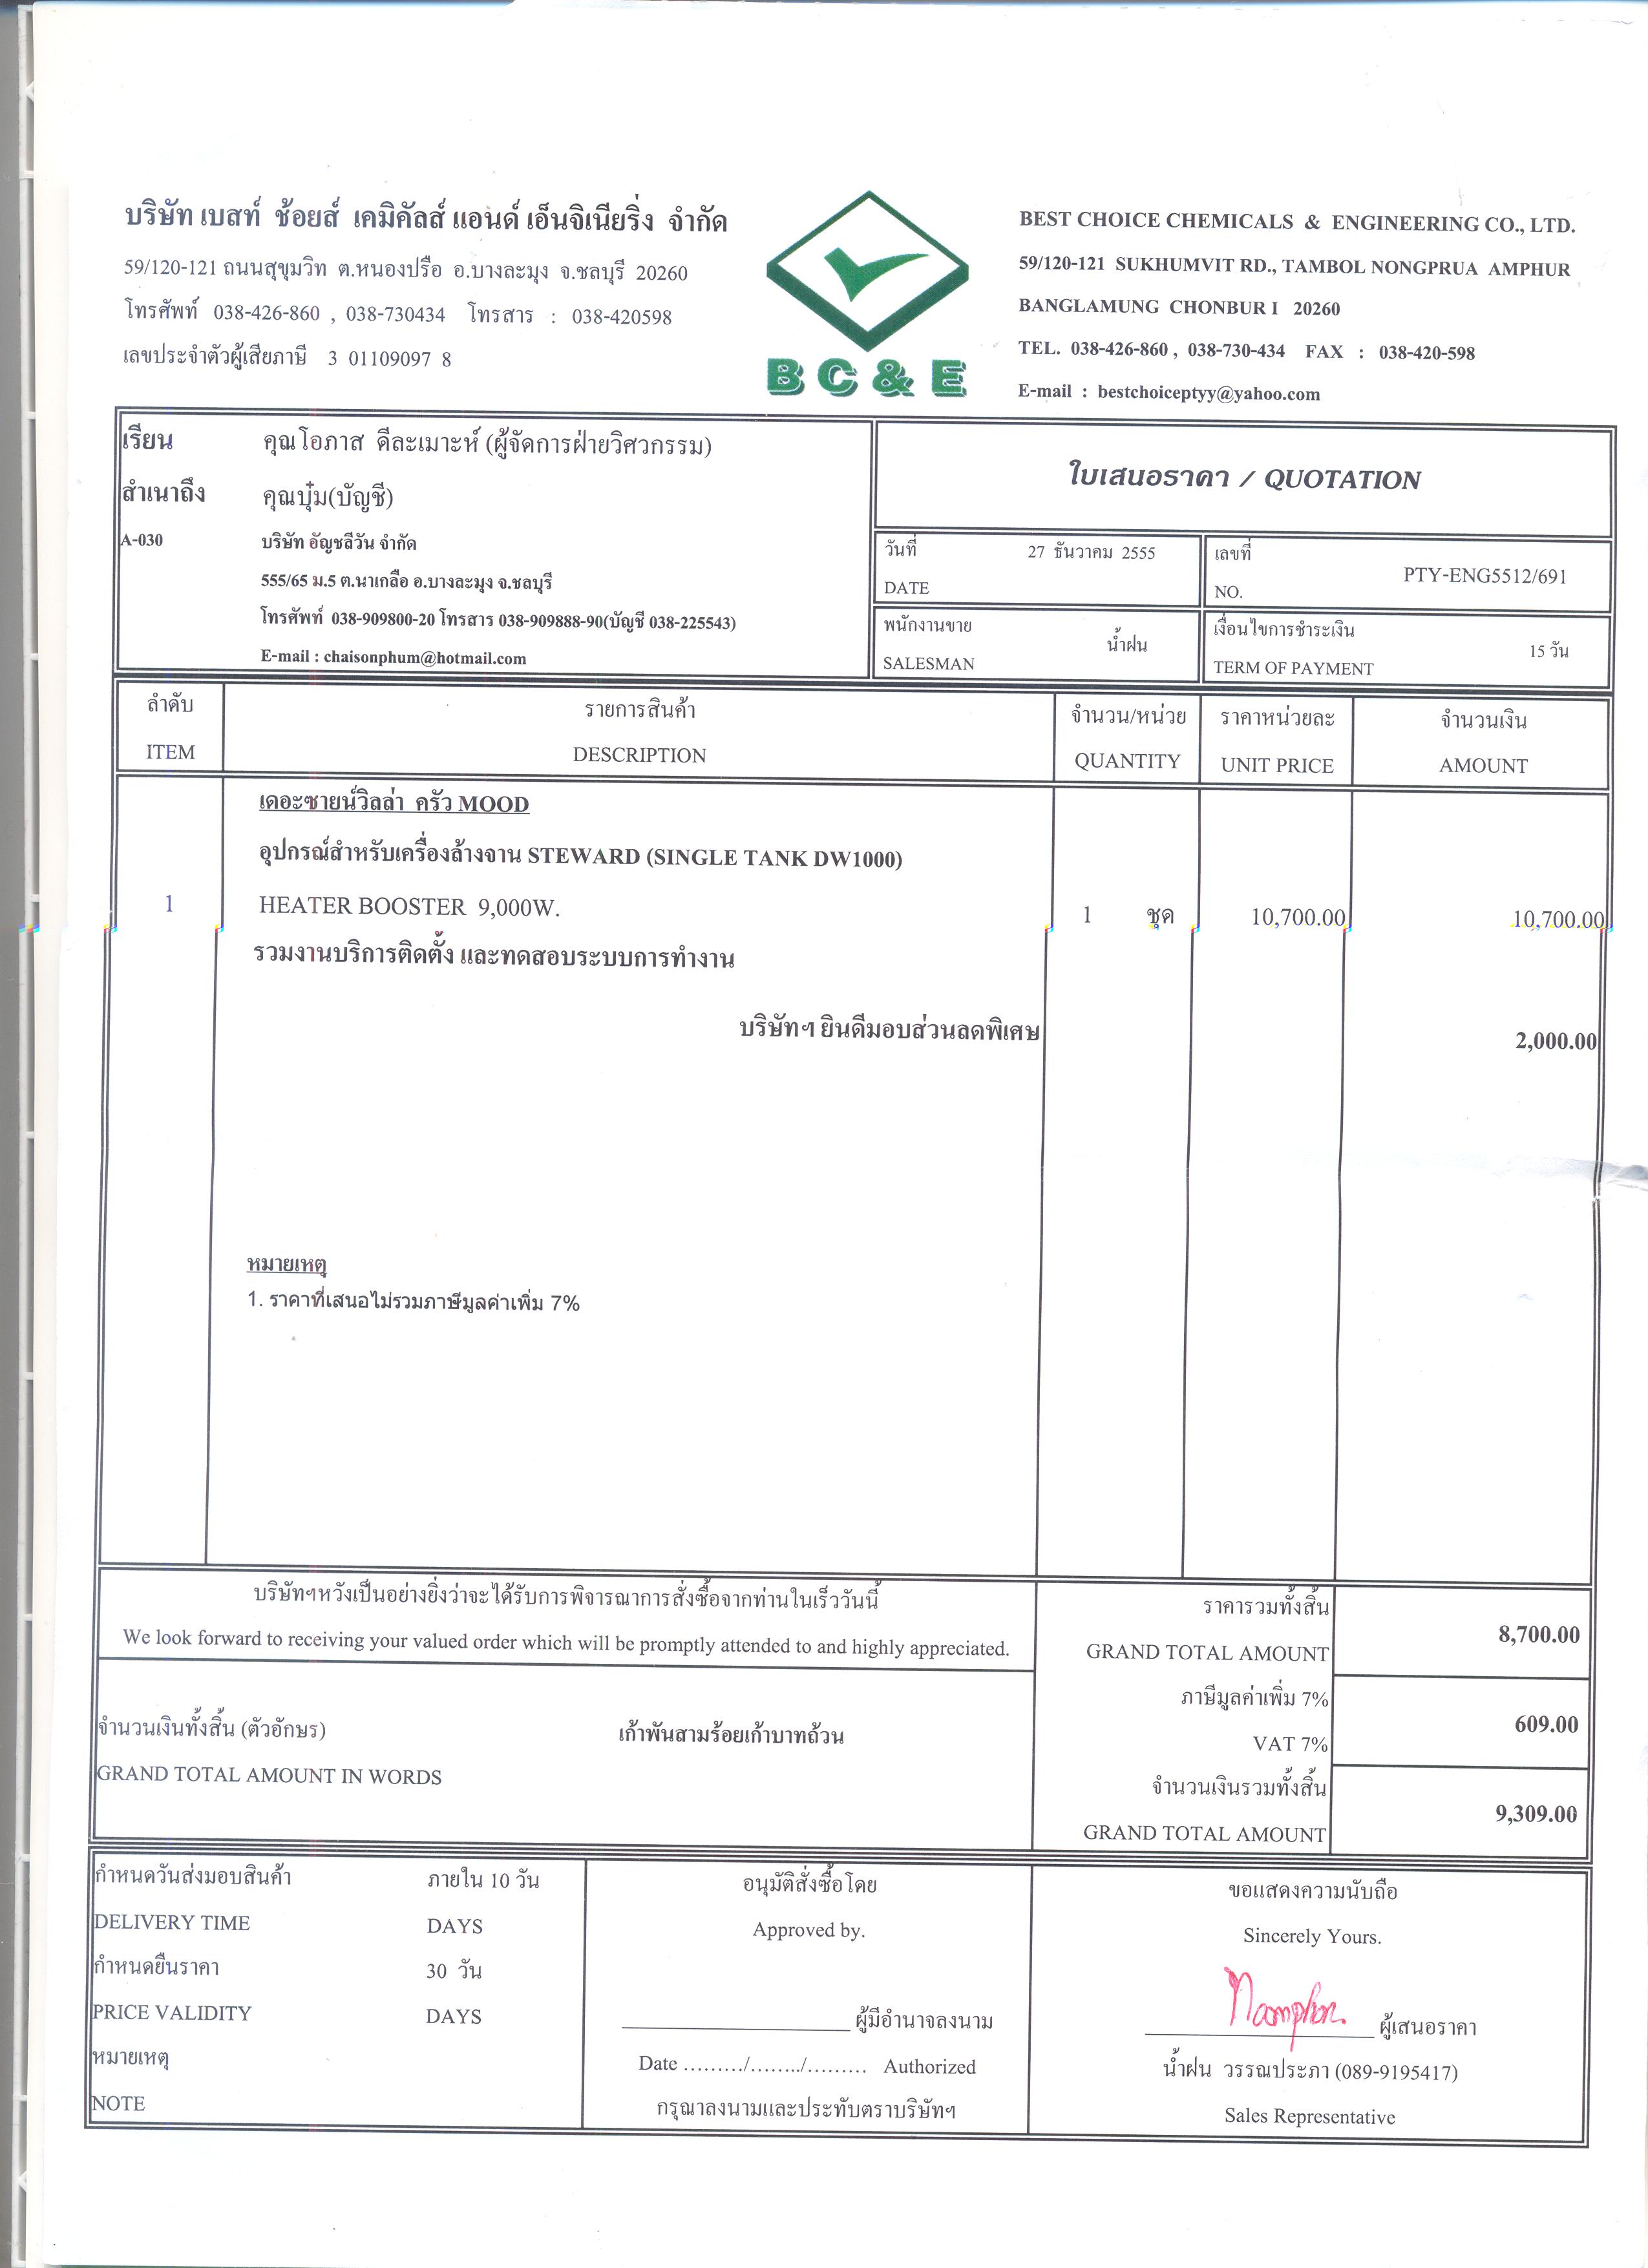 บริษัท เบสท์ ช้อยส์ เคมิคัลส์ แอนด์ เอ็นจิเนียริ่ง จำกัด
59/120-121 ถนนสุขุมวิท ต.หนองปรือ อ.บางละมุง จ.ชลบุรี 20260
โทรศัพท์ 038-426-860 , 038-730434 โทรสาร : 038-420598
เลขประจำตัวผู้เสียภาษี 3 01109097 8
BC&E
BEST CHOICE CHEMICALS & ENGINEERING CO., LTD.
59/120-121 SUKHUMVIT RD., TAMBOL NONGPRUA AMPHUR
BANGLAMUNG CHONBUR I 20260
TEL. 038-426-860 , 038-730-434 FAX : 038-420-598
E-mail : bestchoiceptyy@yahoo.com
เรียน คุณโอภาส ดีละเมาะห์ (ผู้จัดการฝ่ายวิศวกรรม)
สำเนาถึง คุณบุ๋ม(บัญชี)
A-030 บริษัท อัญชลีวัน จำกัด
555/65 ม.5 ต.นาเกลือ อ.บางละมุง จ.ชลบุรี
โทรศัพท์ 038-909800-20 โทรสาร 038-909888-90(บัญชี 038-225543)
E-mail : chaisonphum@hotmail.com
ใบเสนอราคา / QUOTATION
วันที่ 27 ธันวาคม 2555
DATE
เลขที่
PTY-ENG5512/691
NO.
พนักงานขาย
น้ำฝน
SALESMAN
เงื่อนไขการชำระเงิน
15 วัน
TERM OF PAYMENT
ลำดับ รายการสินค้า จำนวน/หน่วย ราคาหน่วยละ จำนวนเงิน
ITEM DESCRIPTION QUANTITY UNIT PRICE AMOUNT
เดอะซายน์วิลล่า ครัว MOOD
อุปกรณ์สำหรับเครื่องล้างจาน STEWARD (SINGLE TANK DW1000)
1 HEATER BOOSTER 9,000W. 1 ชุด 10,700.00 10,700.00
รวมงานบริการติดตั้ง และทดสอบระบบการทำงาน
บริษัทฯ ยินดีมอบส่วนลดพิเศษ 2,000.00
หมายเหตุ
1. ราคาที่เสนอไม่รวมภาษีมูลค่าเพิ่ม 7%
บริษัทฯหวังเป็นอย่างยิ่งว่าจะได้รับการพิจารณาการสั่งซื้อจากท่านในเร็ววันนี้
We look forward to receiving your valued order which will be promptly attended to and highly appreciated.
ราคารวมทั้งสิ้น
8,700.00
GRAND TOTAL AMOUNT
ภาษีมูลค่าเพิ่ม 7%
609.00
VAT 7%
จำนวนเงินทั้งสิ้น (ตัวอักษร) เก้าพันสามร้อยเก้าบาทถ้วน
GRAND TOTAL AMOUNT IN WORDS
จำนวนเงินรวมทั้งสิ้น
9,309.00
GRAND TOTAL AMOUNT
กำหนดวันส่งมอบสินค้า ภายใน 10 วัน
DELIVERY TIME DAYS
กำหนดยืนราคา 30 วัน
PRICE VALIDITY DAYS
หมายเหตุ
NOTE
อนุมัติสั่งซื้อโดย
Approved by.
ผู้มีอำนาจลงนาม
Date ........./......../......... Authorized
กรุณาลงนามและประทับตราบริษัทฯ
ขอแสดงความนับถือ
Sincerely Yours.
Namphon ผู้เสนอราคา
น้ำฝน วรรณประภา (089-9195417)
Sales Representative